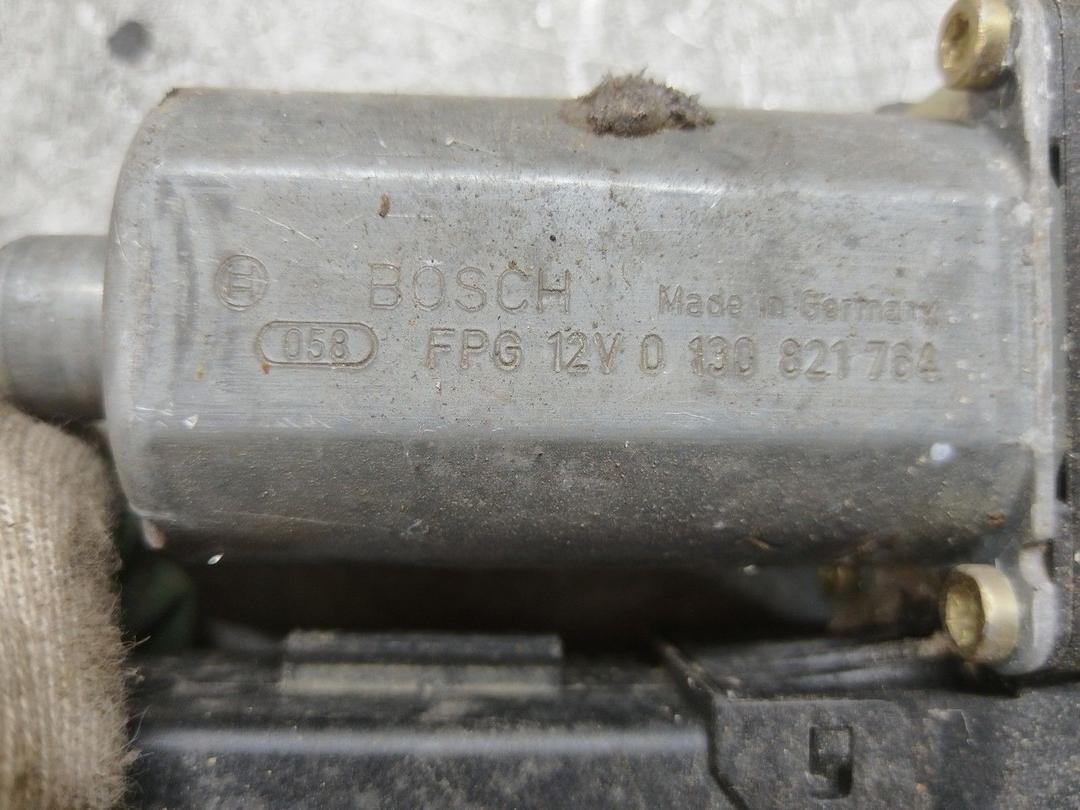 BOSCH Made in Germany
058 FPG 12V 0 130 821 764